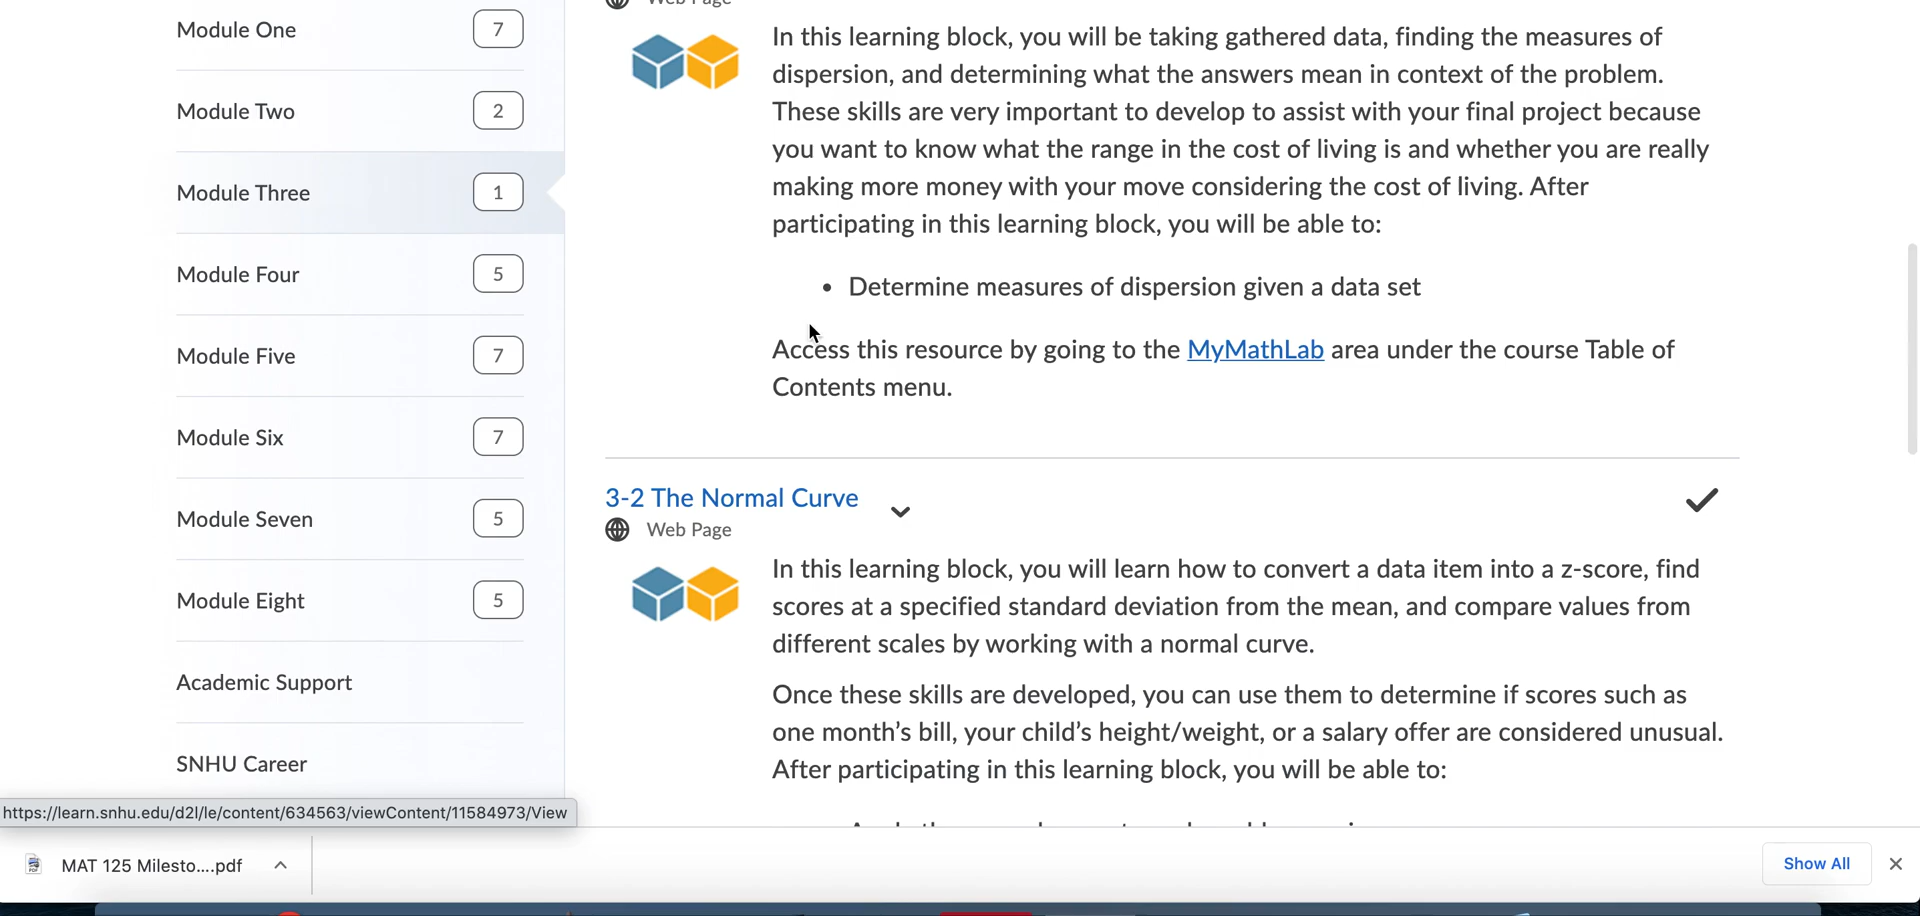 Module One 7
Module Two 2
Module Three 1
Module Four 5
Module Five 7
Module Six 7
Module Seven 5
Module Eight 5
Academic Support
SNHU Career
Web Page
In this learning block, you will be taking gathered data, finding the measures of
dispersion, and determining what the answers mean in context of the problem.
These skills are very important to develop to assist with your final project because
you want to know what the range in the cost of living is and whether you are really
making more money with your move considering the cost of living. After
participating in this learning block, you will be able to:
• Determine measures of dispersion given a data set
Access this resource by going to the MyMathLab area under the course Table of
Contents menu.
3-2 The Normal Curve
Web Page
In this learning block, you will learn how to convert a data item into a z-score, find
scores at a specified standard deviation from the mean, and compare values from
different scales by working with a normal curve.
Once these skills are developed, you can use them to determine if scores such as
one month's bill, your child's height/weight, or a salary offer are considered unusual.
After participating in this learning block, you will be able to:
https://learn.snhu.edu/d2l/le/content/634563/viewContent/11584973/View
MAT 125 Milesto....pdf
Show All